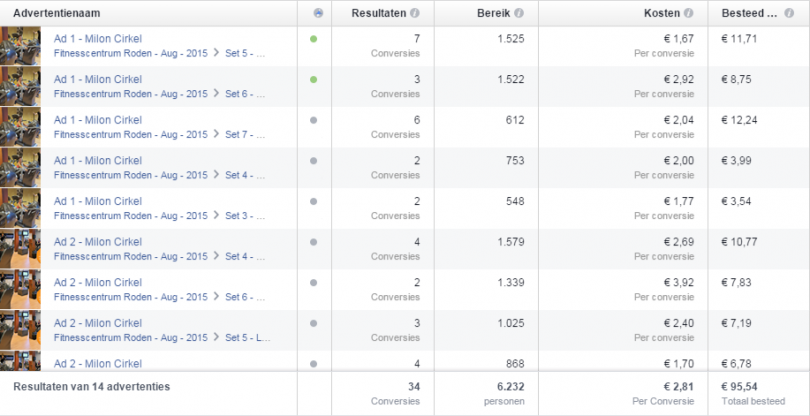 Advertentienaam Resultaten Bereik Kosten Besteed ...
Ad 1 - Milon Cirkel 7 1.525 € 1,67 € 11,71
Fitnesscentrum Roden - Aug - 2015 > Set 5 - ... Conversies Per conversie
Ad 1 - Milon Cirkel 3 1.522 € 2,92 € 8,75
Fitnesscentrum Roden - Aug - 2015 > Set 6 - ... Conversies Per conversie
Ad 1 - Milon Cirkel 6 612 € 2,04 € 12,24
Fitnesscentrum Roden - Aug - 2015 > Set 7 - ... Conversies Per conversie
Ad 1 - Milon Cirkel 2 753 € 2,00 € 3,99
Fitnesscentrum Roden - Aug - 2015 > Set 4 - ... Conversies Per conversie
Ad 1 - Milon Cirkel 2 548 € 1,77 € 3,54
Fitnesscentrum Roden - Aug - 2015 > Set 3 - ... Conversies Per conversie
Ad 2 - Milon Cirkel 4 1.579 € 2,69 € 10,77
Fitnesscentrum Roden - Aug - 2015 > Set 4 - ... Conversies Per conversie
Ad 2 - Milon Cirkel 2 1.339 € 3,92 € 7,83
Fitnesscentrum Roden - Aug - 2015 > Set 6 - ... Conversies Per conversie
Ad 2 - Milon Cirkel 3 1.025 € 2,40 € 7,19
Fitnesscentrum Roden - Aug - 2015 > Set 5 - L... Conversies Per conversie
Ad 2 - Milon Cirkel 4 868 € 1,70 € 6,78
Resultaten van 14 advertenties 34 6.232 € 2,81 € 95,54
Conversies personen Per Conversie Totaal besteed